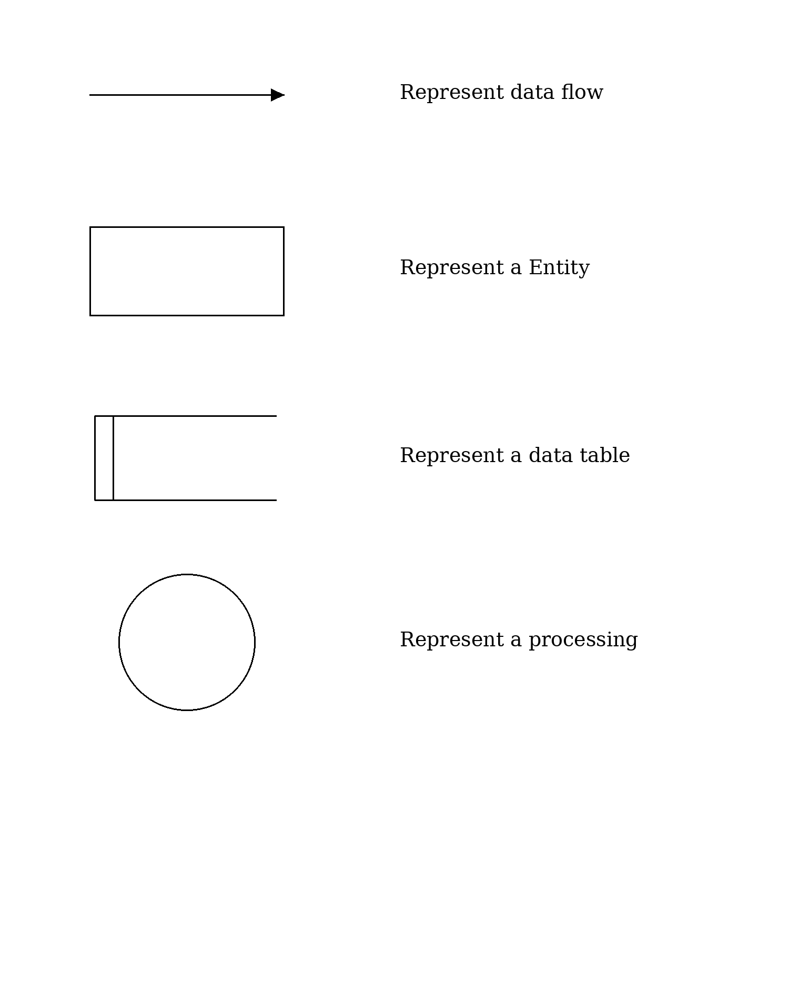 Represent data flow
Represent a Entity
Represent a data table
Represent a processing